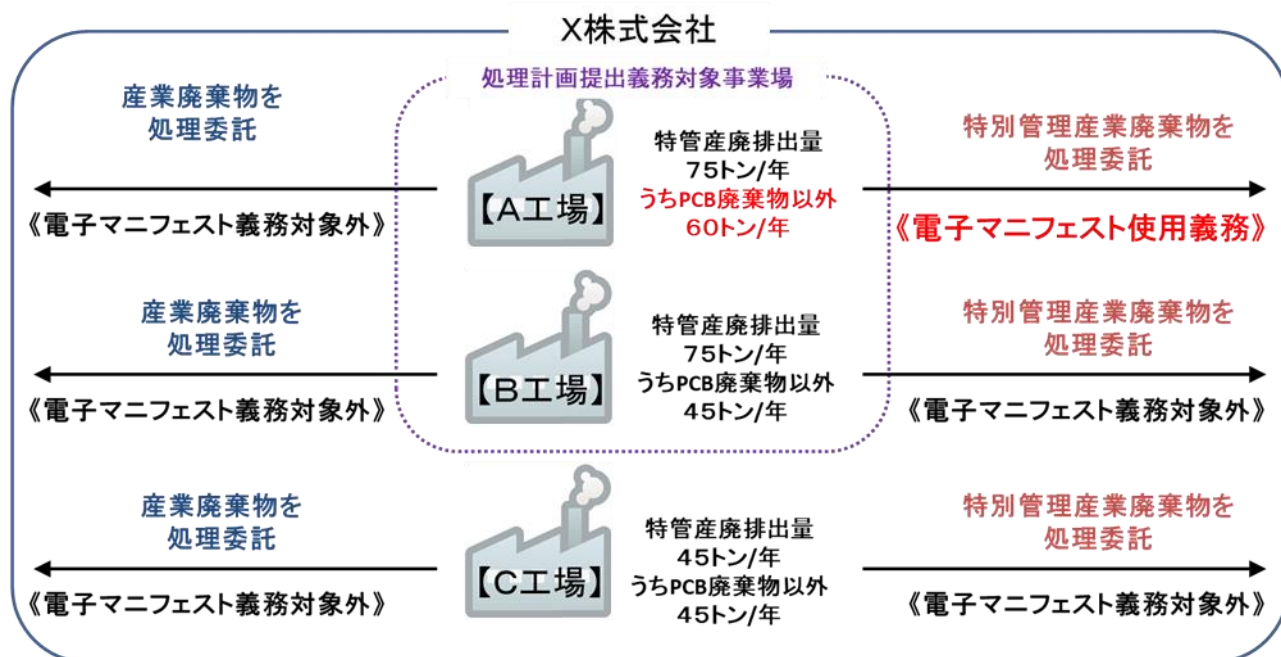 X株式会社
処理計画提出義務対象事業場
産業廃棄物を
処理委託
《電子マニフェスト義務対象外》
【A工場】
特管産廃排出量
75トン/年
うちPCB廃棄物以外
60トン/年
特別管理産業廃棄物を
処理委託
《電子マニフェスト使用義務》
産業廃棄物を
処理委託
《電子マニフェスト義務対象外》
【B工場】
特管産廃排出量
75トン/年
うちPCB廃棄物以外
45トン/年
特別管理産業廃棄物を
処理委託
《電子マニフェスト義務対象外》
産業廃棄物を
処理委託
《電子マニフェスト義務対象外》
【C工場】
特管産廃排出量
45トン/年
うちPCB廃棄物以外
45トン/年
特別管理産業廃棄物を
処理委託
《電子マニフェスト義務対象外》